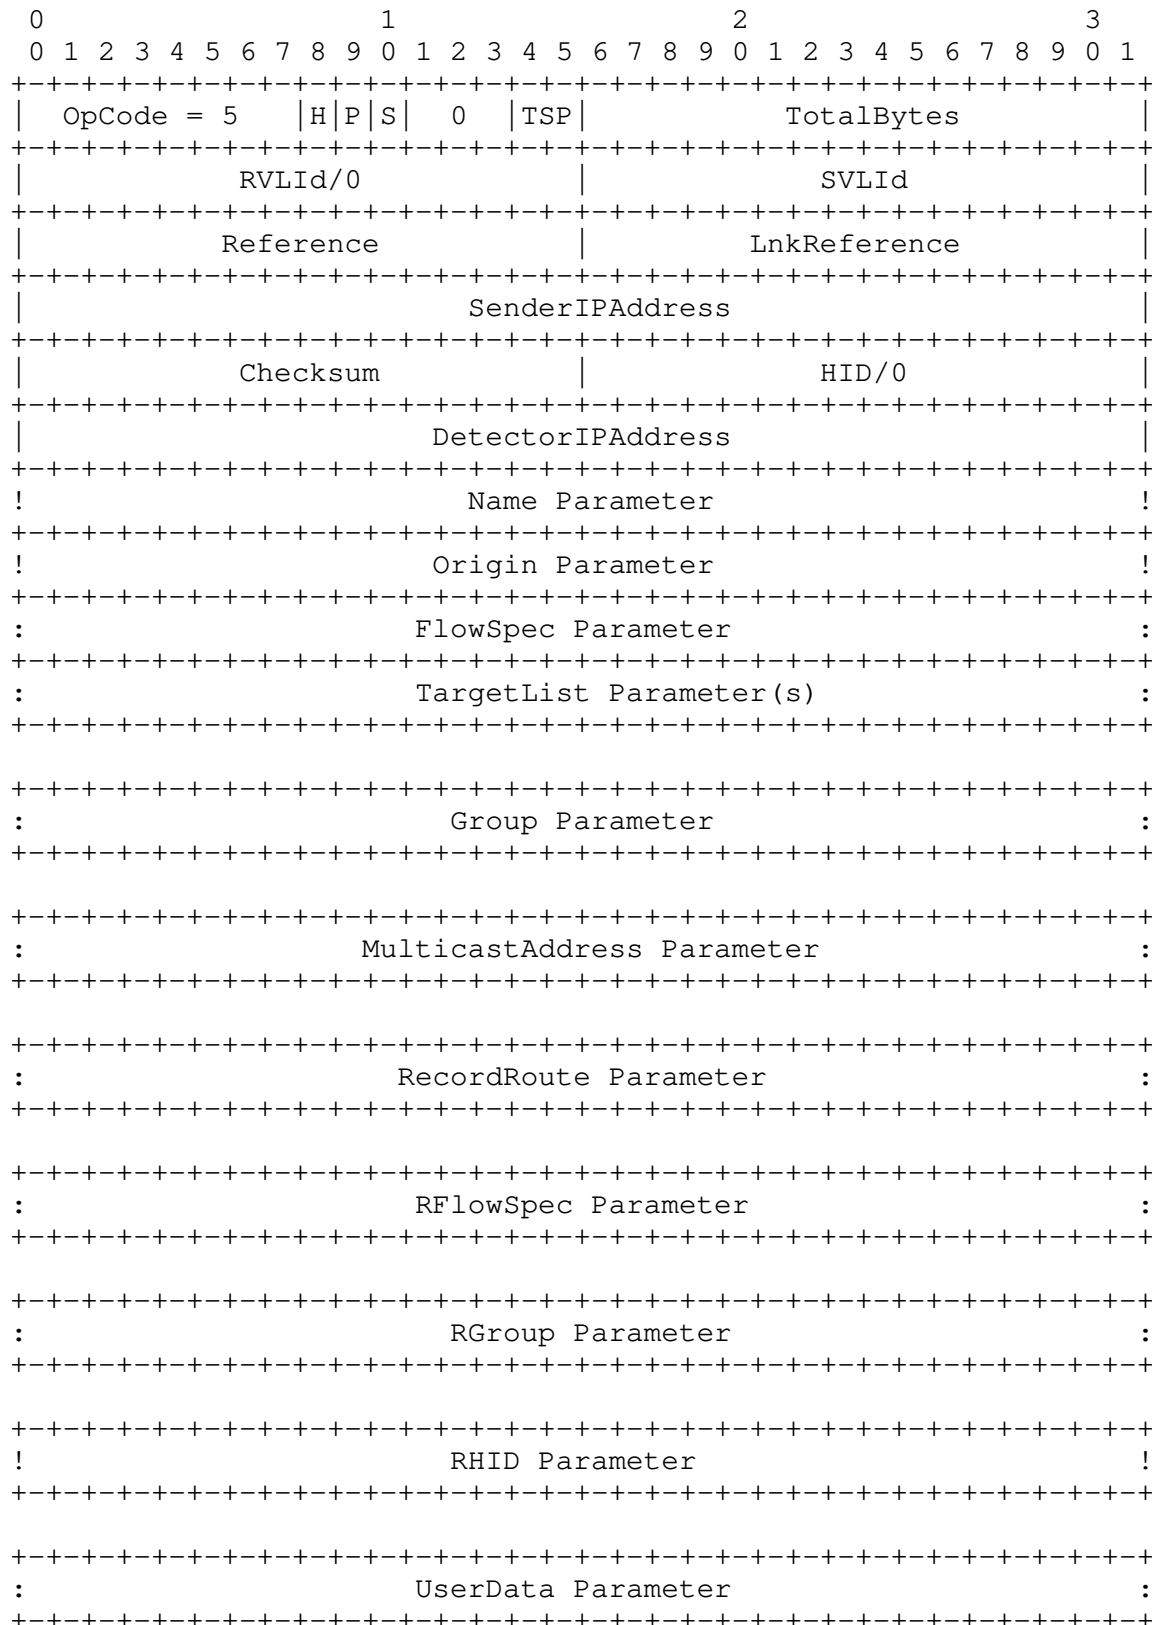 0                   1                   2                   3
 0 1 2 3 4 5 6 7 8 9 0 1 2 3 4 5 6 7 8 9 0 1 2 3 4 5 6 7 8 9 0 1
+-+-+-+-+-+-+-+-+-+-+-+-+-+-+-+-+-+-+-+-+-+-+-+-+-+-+-+-+-+-+-+-+
|  OpCode = 5   |H|P|S|  0  |TSP|           TotalBytes          |
+-+-+-+-+-+-+-+-+-+-+-+-+-+-+-+-+-+-+-+-+-+-+-+-+-+-+-+-+-+-+-+-+
|            RVLId/0            |             SVLId             |
+-+-+-+-+-+-+-+-+-+-+-+-+-+-+-+-+-+-+-+-+-+-+-+-+-+-+-+-+-+-+-+-+
|           Reference           |         LnkReference          |
+-+-+-+-+-+-+-+-+-+-+-+-+-+-+-+-+-+-+-+-+-+-+-+-+-+-+-+-+-+-+-+-+
|                         SenderIPAddress                       |
+-+-+-+-+-+-+-+-+-+-+-+-+-+-+-+-+-+-+-+-+-+-+-+-+-+-+-+-+-+-+-+-+
|            Checksum           |             HID/0             |
+-+-+-+-+-+-+-+-+-+-+-+-+-+-+-+-+-+-+-+-+-+-+-+-+-+-+-+-+-+-+-+-+
|                       DetectorIPAddress                       |
+-+-+-+-+-+-+-+-+-+-+-+-+-+-+-+-+-+-+-+-+-+-+-+-+-+-+-+-+-+-+-+-+
!                         Name Parameter                        !
+-+-+-+-+-+-+-+-+-+-+-+-+-+-+-+-+-+-+-+-+-+-+-+-+-+-+-+-+-+-+-+-+
!                       Origin Parameter                        !
+-+-+-+-+-+-+-+-+-+-+-+-+-+-+-+-+-+-+-+-+-+-+-+-+-+-+-+-+-+-+-+-+
:                      FlowSpec Parameter                       :
+-+-+-+-+-+-+-+-+-+-+-+-+-+-+-+-+-+-+-+-+-+-+-+-+-+-+-+-+-+-+-+-+
:                      TargetList Parameter(s)                  :
+-+-+-+-+-+-+-+-+-+-+-+-+-+-+-+-+-+-+-+-+-+-+-+-+-+-+-+-+-+-+-+-+

+-+-+-+-+-+-+-+-+-+-+-+-+-+-+-+-+-+-+-+-+-+-+-+-+-+-+-+-+-+-+-+-+
:                        Group Parameter                        :
+-+-+-+-+-+-+-+-+-+-+-+-+-+-+-+-+-+-+-+-+-+-+-+-+-+-+-+-+-+-+-+-+

+-+-+-+-+-+-+-+-+-+-+-+-+-+-+-+-+-+-+-+-+-+-+-+-+-+-+-+-+-+-+-+-+
:                   MulticastAddress Parameter                  :
+-+-+-+-+-+-+-+-+-+-+-+-+-+-+-+-+-+-+-+-+-+-+-+-+-+-+-+-+-+-+-+-+

+-+-+-+-+-+-+-+-+-+-+-+-+-+-+-+-+-+-+-+-+-+-+-+-+-+-+-+-+-+-+-+-+
:                     RecordRoute Parameter                     :
+-+-+-+-+-+-+-+-+-+-+-+-+-+-+-+-+-+-+-+-+-+-+-+-+-+-+-+-+-+-+-+-+

+-+-+-+-+-+-+-+-+-+-+-+-+-+-+-+-+-+-+-+-+-+-+-+-+-+-+-+-+-+-+-+-+
:                      RFlowSpec Parameter                      :
+-+-+-+-+-+-+-+-+-+-+-+-+-+-+-+-+-+-+-+-+-+-+-+-+-+-+-+-+-+-+-+-+

+-+-+-+-+-+-+-+-+-+-+-+-+-+-+-+-+-+-+-+-+-+-+-+-+-+-+-+-+-+-+-+-+
:                        RGroup Parameter                       :
+-+-+-+-+-+-+-+-+-+-+-+-+-+-+-+-+-+-+-+-+-+-+-+-+-+-+-+-+-+-+-+-+

+-+-+-+-+-+-+-+-+-+-+-+-+-+-+-+-+-+-+-+-+-+-+-+-+-+-+-+-+-+-+-+-+
!                        RHID Parameter                         !
+-+-+-+-+-+-+-+-+-+-+-+-+-+-+-+-+-+-+-+-+-+-+-+-+-+-+-+-+-+-+-+-+

+-+-+-+-+-+-+-+-+-+-+-+-+-+-+-+-+-+-+-+-+-+-+-+-+-+-+-+-+-+-+-+-+
:                      UserData Parameter                       :
+-+-+-+-+-+-+-+-+-+-+-+-+-+-+-+-+-+-+-+-+-+-+-+-+-+-+-+-+-+-+-+-+